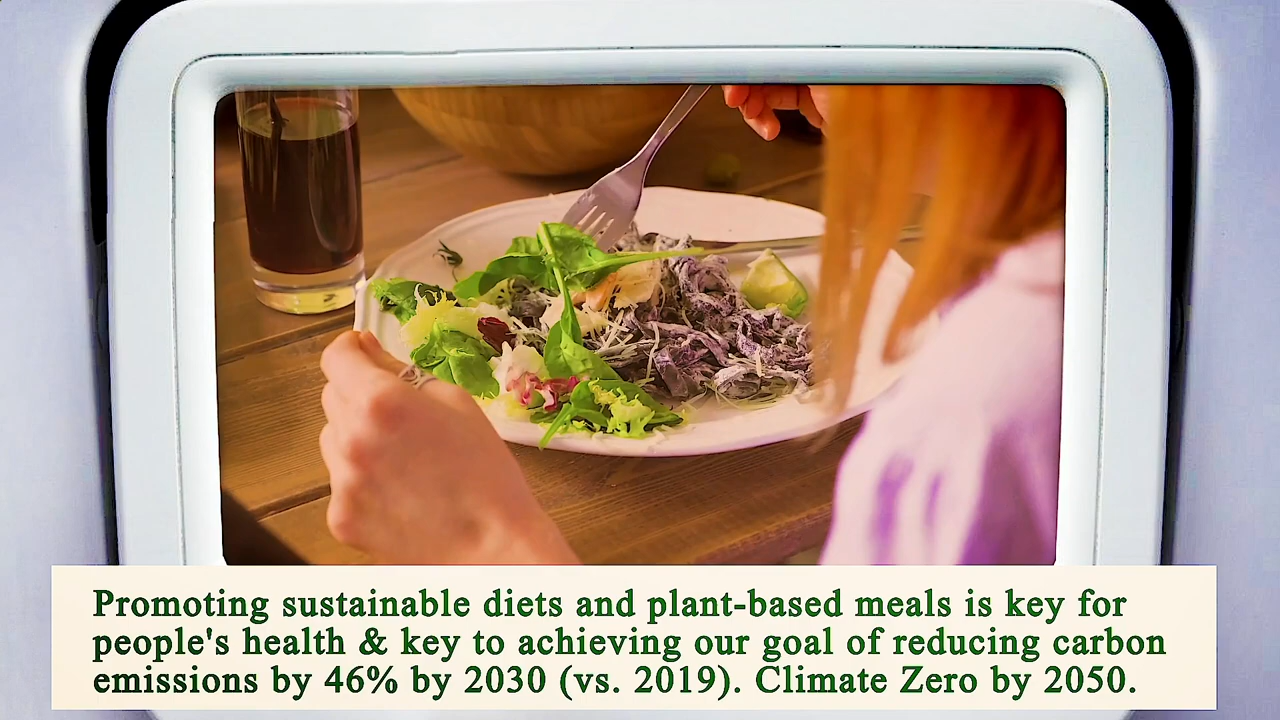 Promoting sustainable diets and plant-based meals is key for
people's health & key to achieving our goal of reducing carbon
emissions by 46% by 2030 (vs. 2019). Climate Zero by 2050.